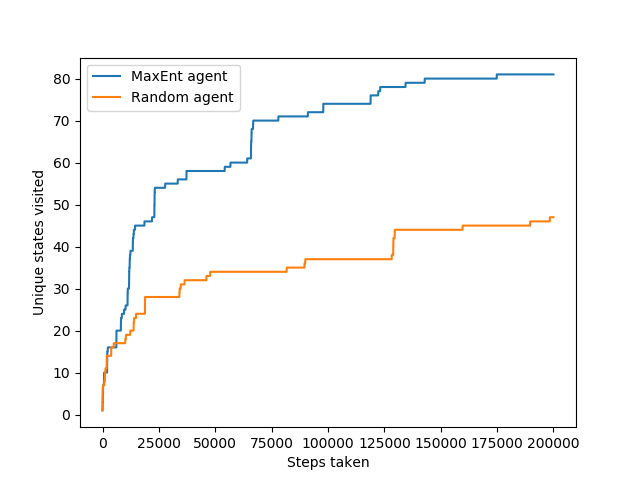 MaxEnt agent
Random agent
Unique states visited
80
70
60
50
40
30
20
10
0
0 25000 50000 75000 100000 125000 150000 175000 200000
Steps taken